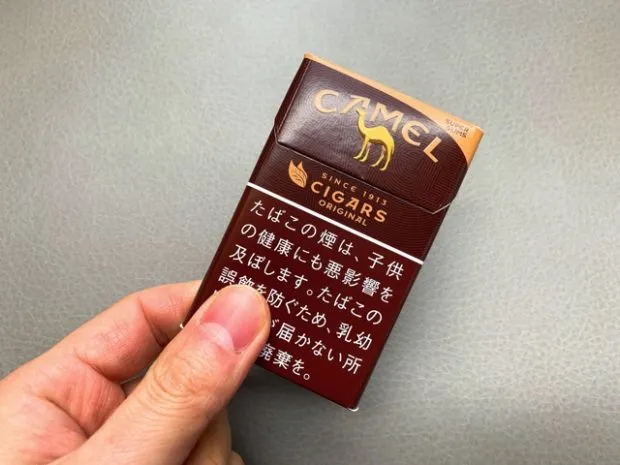 CAMEL
SUPER
SLIMS
SINCE 1913
CIGARS
ORIGINAL
たばこの煙は、子供
の健康にも悪影響を
及ぼします。たばこの
誤飲を防ぐため、乳幼
が届かない所
廃棄を。